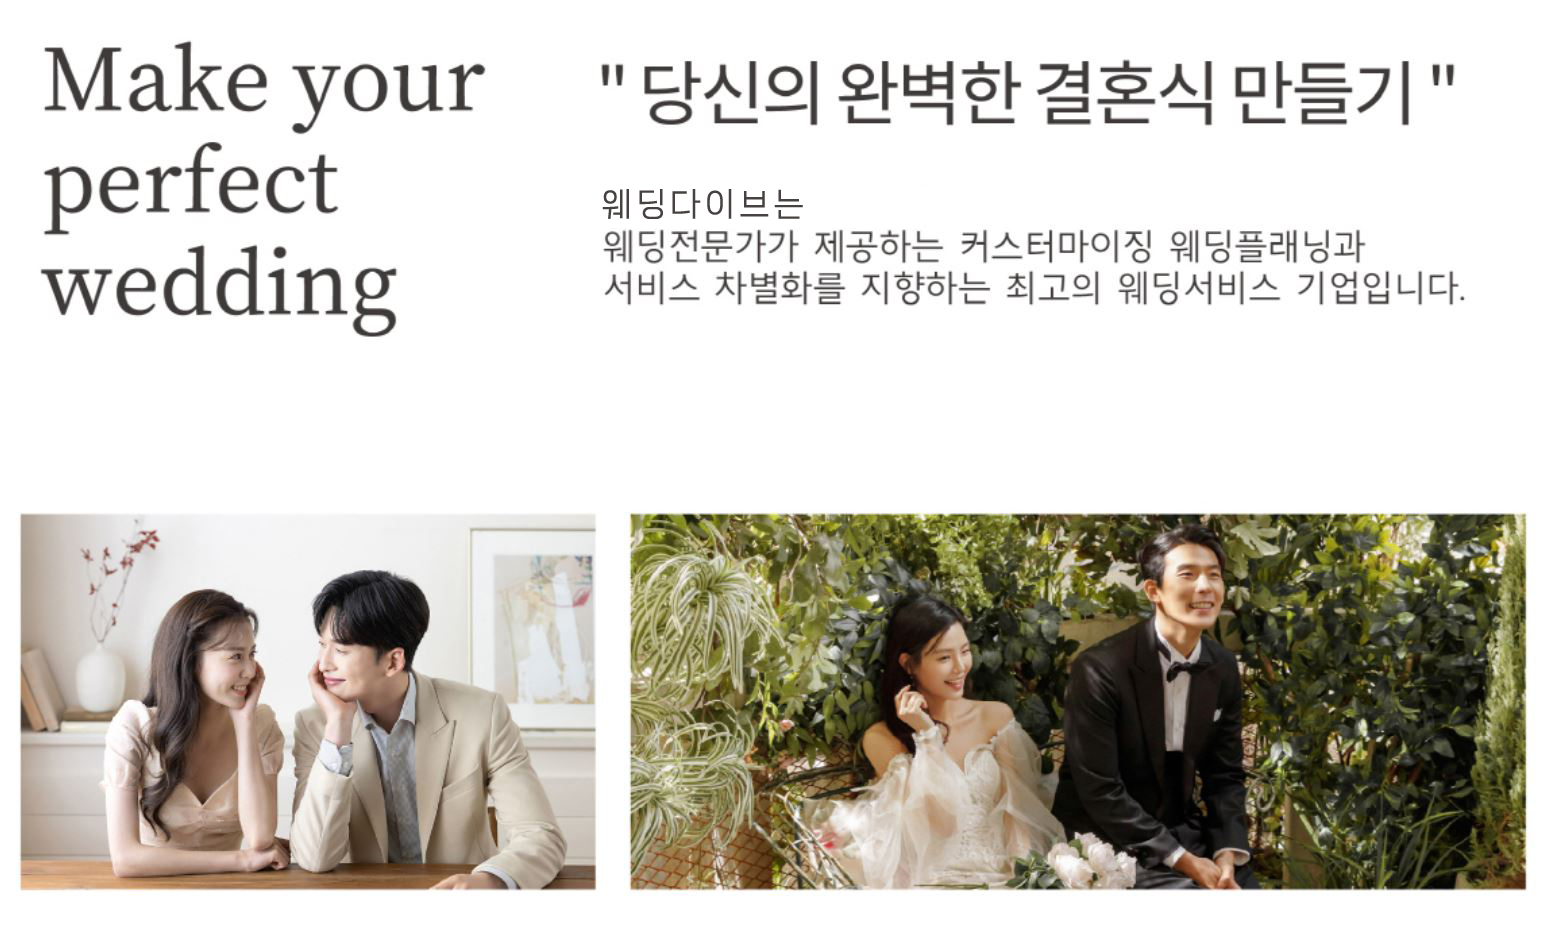 Make your
perfect
wedding
" 당신의 완벽한 결혼식 만들기 "
웨딩다이브는
웨딩전문가가 제공하는 커스터마이징 웨딩플래닝과
서비스 차별화를 지향하는 최고의 웨딩서비스 기업입니다.